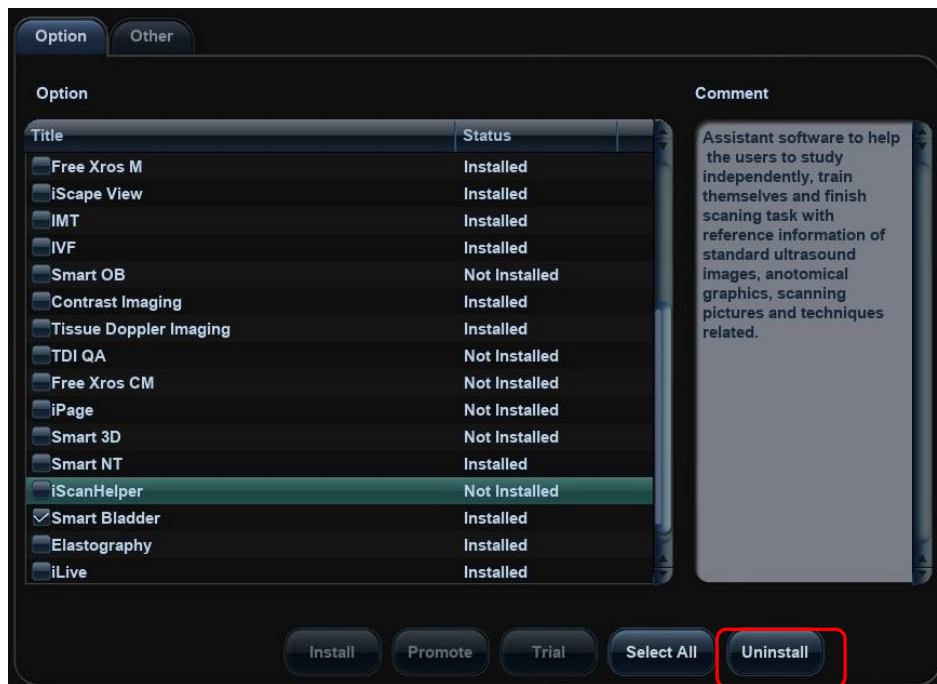 Option Other
Option Comment
Title Status
Free Xros M Installed
iScape View Installed
IMT Installed
IVF Installed
Smart OB Not Installed
Contrast Imaging Installed
Tissue Doppler Imaging Installed
TDI QA Not Installed
Free Xros CM Not Installed
iPage Not Installed
Smart 3D Not Installed
Smart NT Installed
iScanHelper Not Installed
Smart Bladder Installed
Elastography Installed
iLive Installed
Assistant software to help
the users to study
independently, train
themselves and finish
scaning task with
reference information of
standard ultrasound
images, anotomical
graphics, scanning
pictures and techniques
related.
Install Promote Trial Select All Uninstall